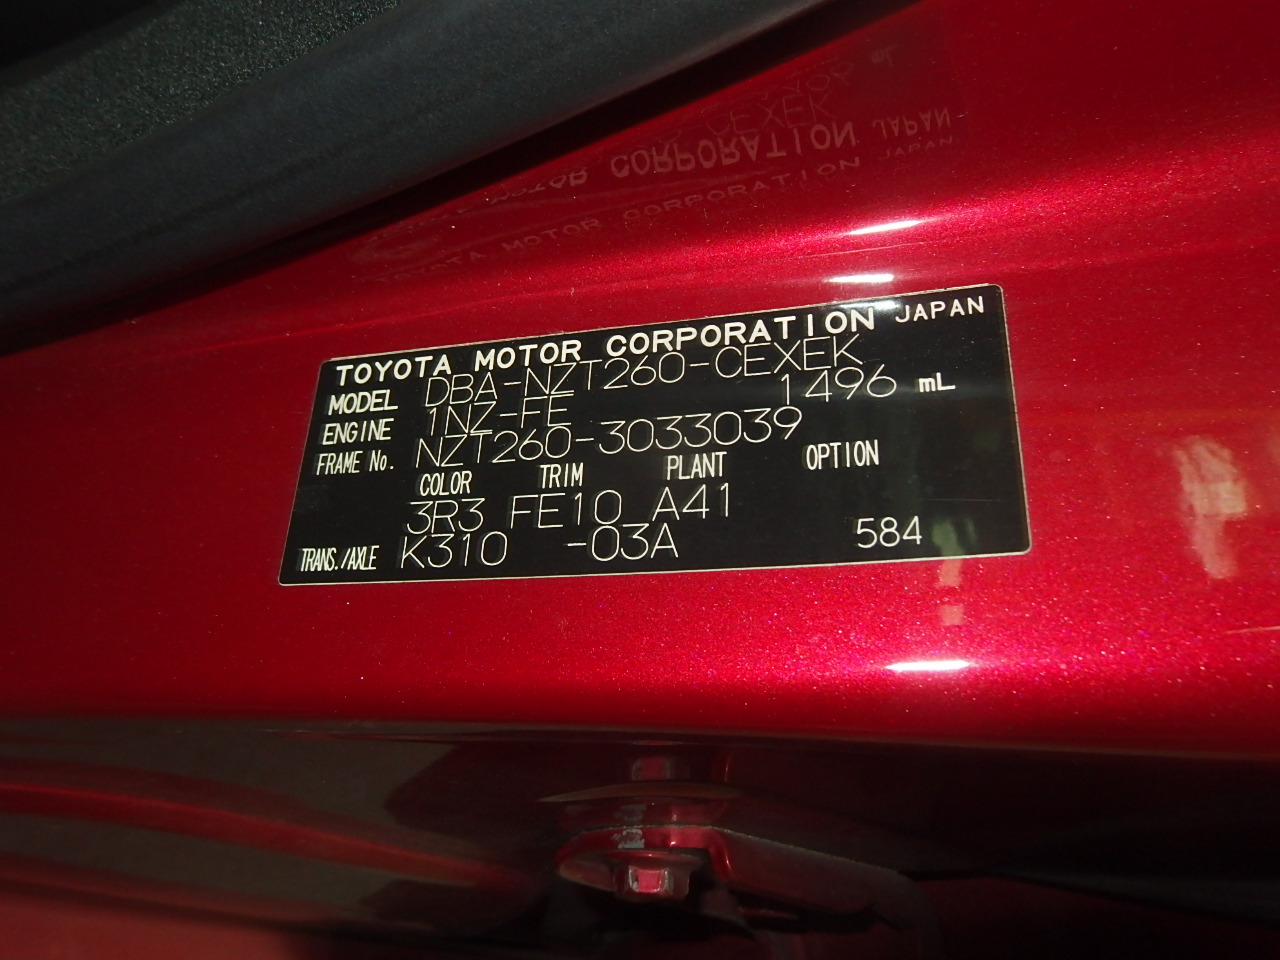 TOYOTA MOTOR CORPORATION JAPAN
MODEL DBA-NZT260-CEXEK
ENGINE 1NZ-FE 1496 mL
FRAME No. NZT260-3033039
COLOR TRIM PLANT OPTION
3R3 FE10 A41
TRANS./AXLE K310 -03A 584